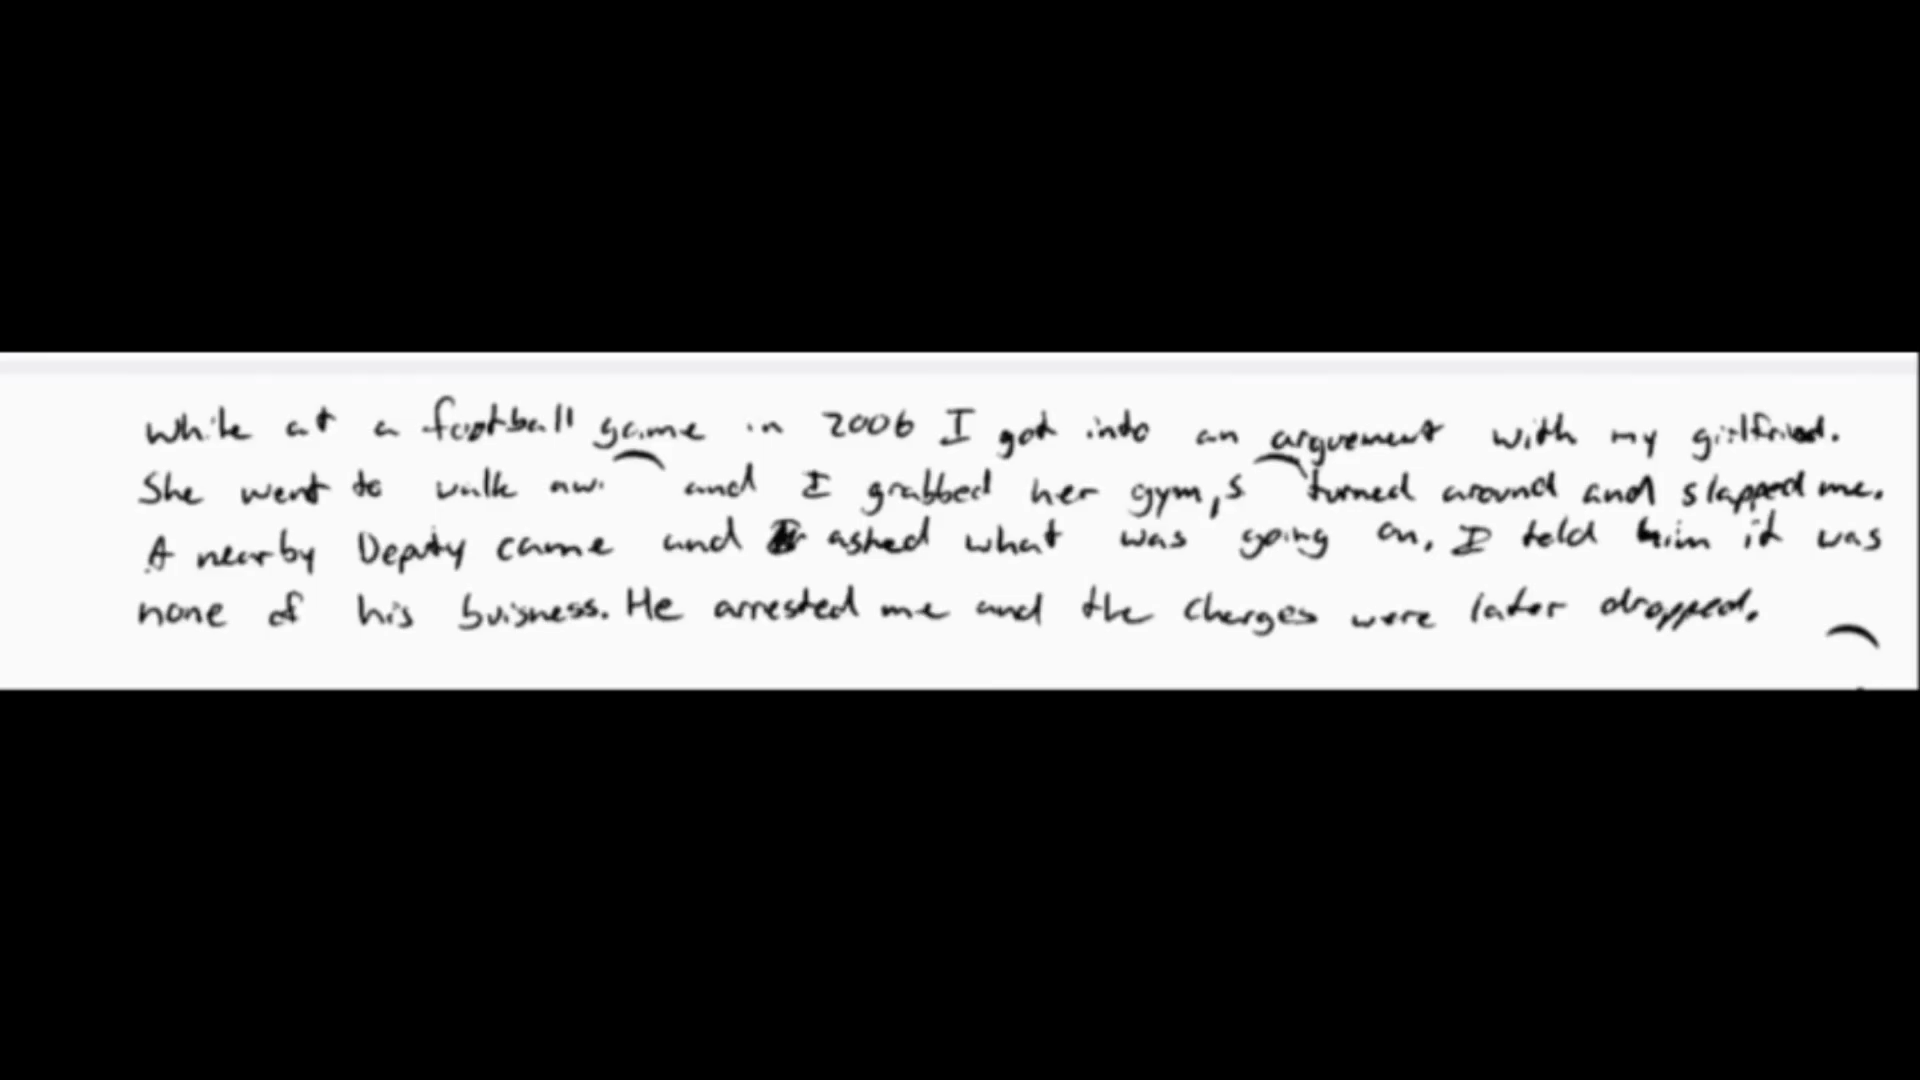 While at a football game in 2006 I got into an arguement with my girlfriend.
She went to walk aw and I grabbed her gym, s turned around and slapped me.
A nearby Deputy came and asked what was going on. I told him it was
none of his buisness. He arrested me and the charges were later dropped.